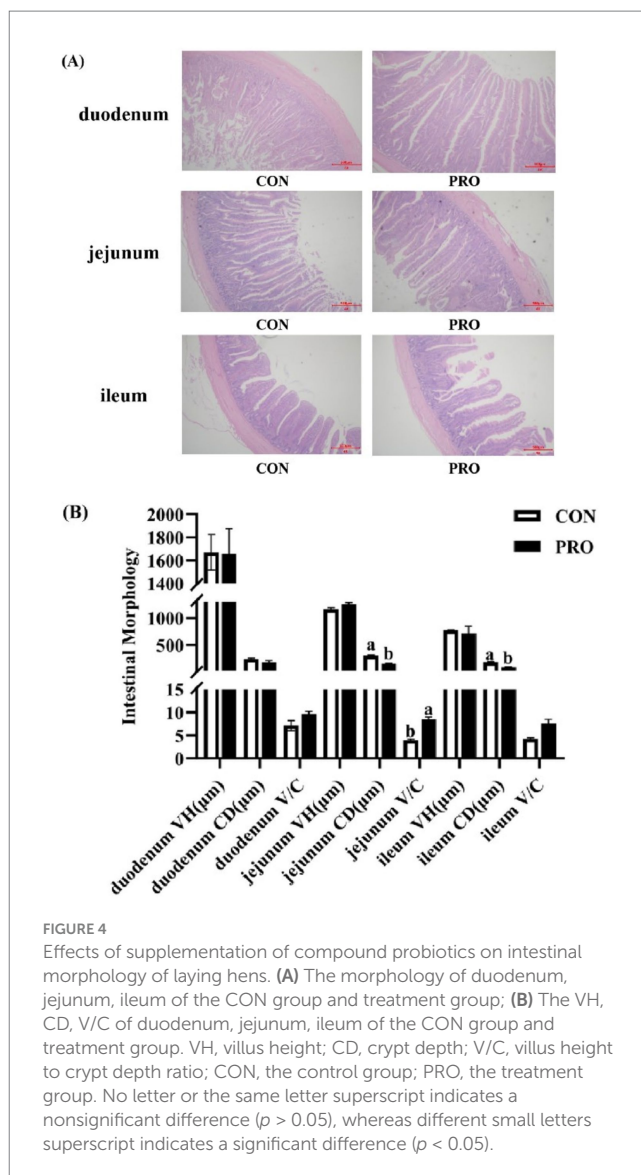 (A)
duodenum
CON
PRO
jejunum
CON
PRO
ileum
CON
PRO
(B)
CON
PRO
Intestinal Morphology
2000
1800
1600
1400
1000
500
15
10
5
0
a
b
b
a
a
b
duodenum VH(μm)
duodenum CD(μm)
duodenum V/C
jejunum VH(μm)
jejunum CD(μm)
jejunum V/C
ileum VH(μm)
ileum CD(μm)
ileum V/C
FIGURE 4
Effects of supplementation of compound probiotics on intestinal
morphology of laying hens. (A) The morphology of duodenum,
jejunum, ileum of the CON group and treatment group; (B) The VH,
CD, V/C of duodenum, jejunum, ileum of the CON group and
treatment group. VH, villus height; CD, crypt depth; V/C, villus height
to crypt depth ratio; CON, the control group; PRO, the treatment
group. No letter or the same letter superscript indicates a
nonsignificant difference (p > 0.05), whereas different small letters
superscript indicates a significant difference (p < 0.05).